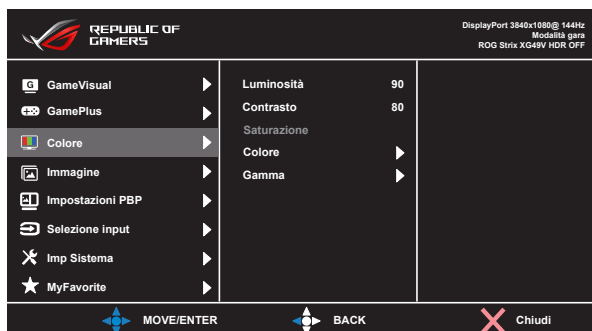 REPUBLIC OF
GAMERS
DisplayPort 3840x1080@ 144Hz
Modalità gara
ROG Strix XG49V HDR OFF
G GameVisual
GamePlus
Colore
Immagine
Impostazioni PBP
Selezione input
Imp Sistema
MyFavorite
Luminosità 90
Contrasto 80
Saturazione
Colore
Gamma
MOVE/ENTER
BACK
Chiudi